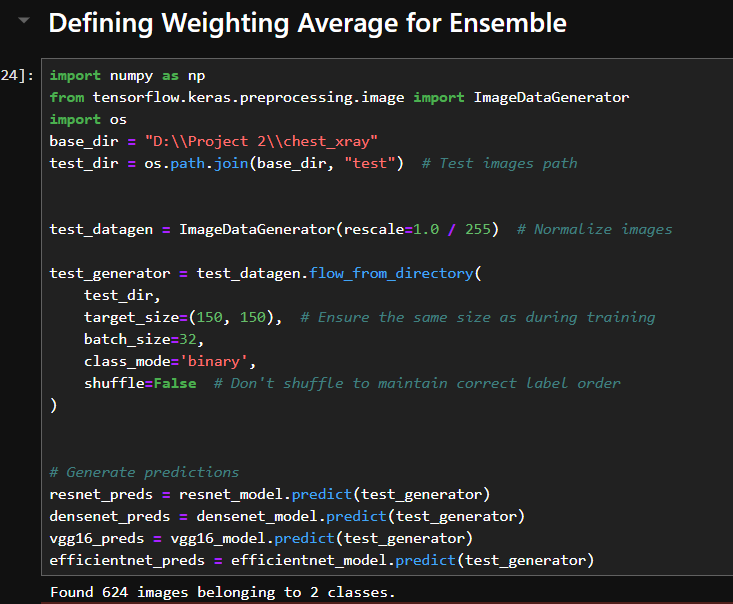 Defining Weighting Average for Ensemble
24]:
import numpy as np
from tensorflow.keras.preprocessing.image import ImageDataGenerator
import os
base_dir = "D:\\Project 2\\chest_xray"
test_dir = os.path.join(base_dir, "test")  # Test images path
test_datagen = ImageDataGenerator(rescale=1.0 / 255)  # Normalize images
test_generator = test_datagen.flow_from_directory(
    test_dir,
    target_size=(150, 150),  # Ensure the same size as during training
    batch_size=32,
    class_mode='binary',
    shuffle=False  # Don't shuffle to maintain correct label order
)
# Generate predictions
resnet_preds = resnet_model.predict(test_generator)
densenet_preds = densenet_model.predict(test_generator)
vgg16_preds = vgg16_model.predict(test_generator)
efficientnet_preds = efficientnet_model.predict(test_generator)
Found 624 images belonging to 2 classes.